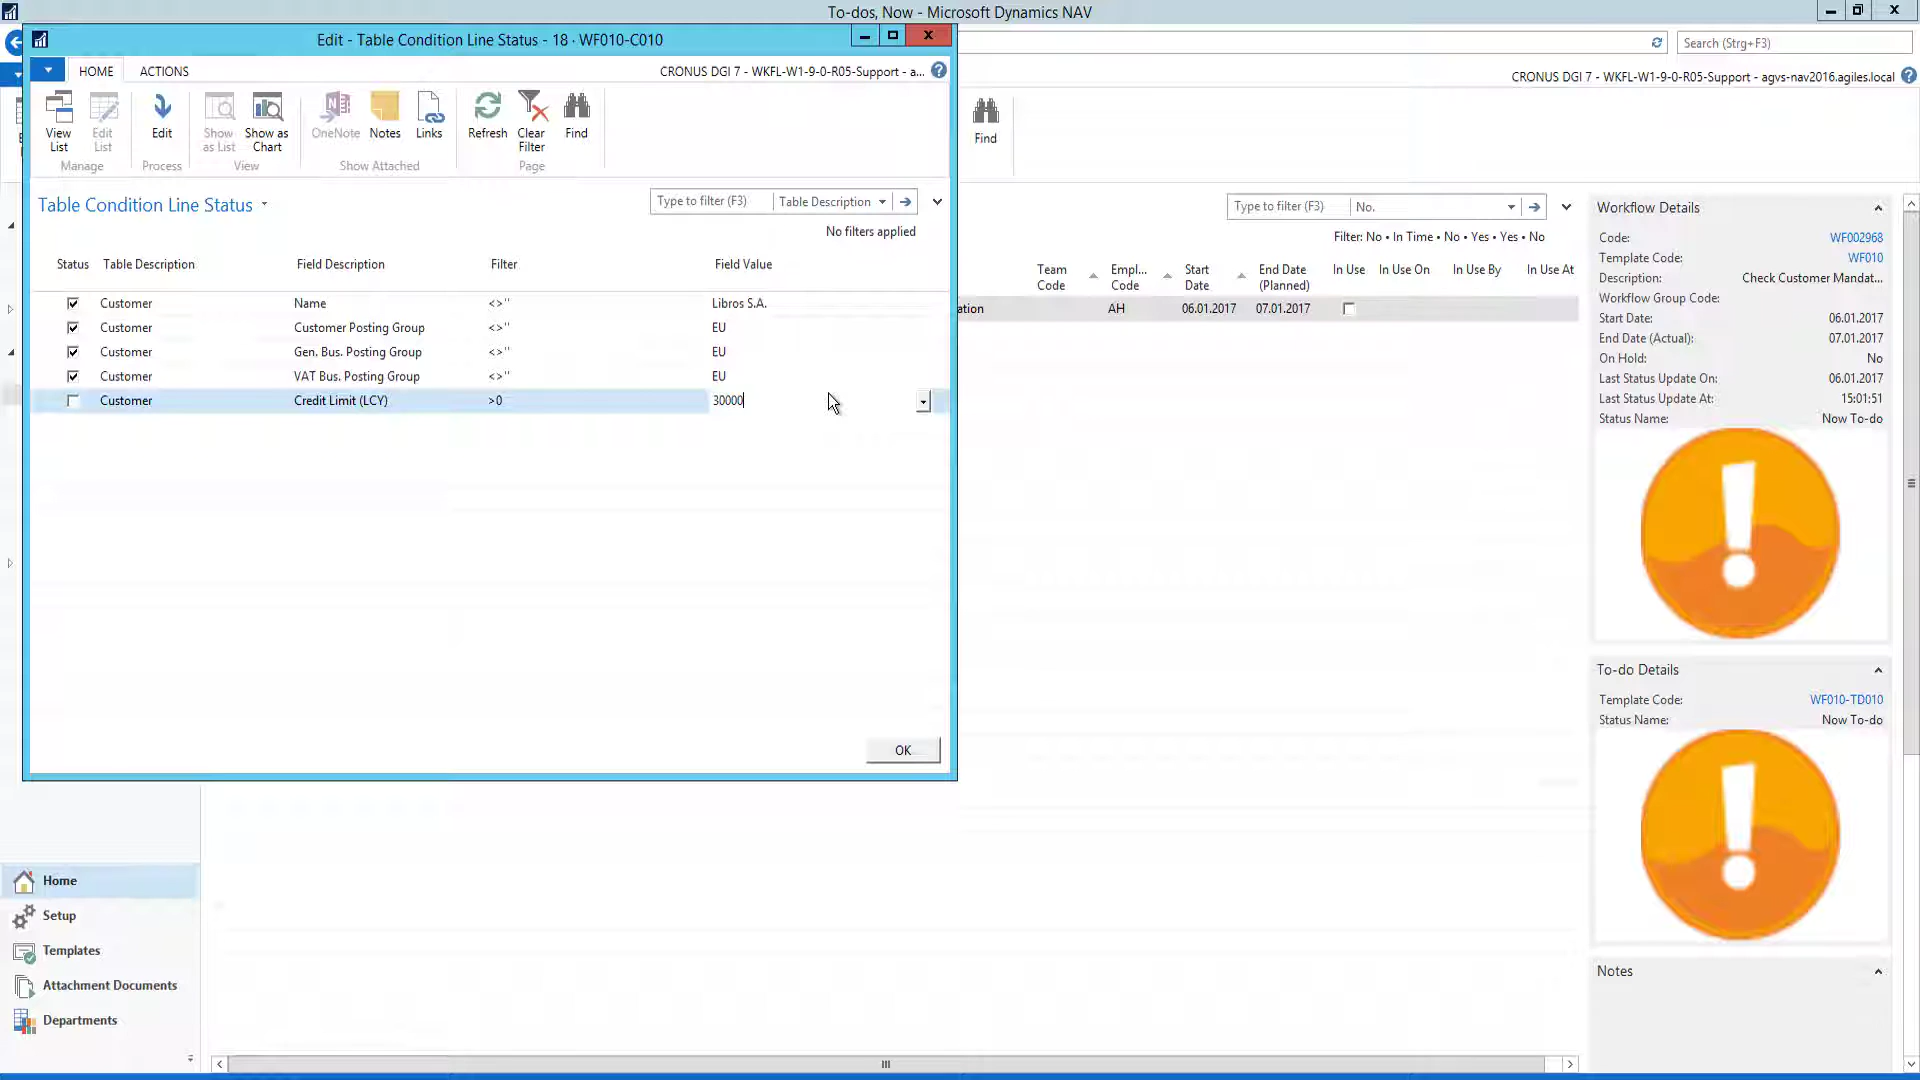 To-dos, Now - Microsoft Dynamics NAV
Edit - Table Condition Line Status - 18 · WF010-C010
Search (Strg+F3)
HOME ACTIONS
CRONUS DGI 7 - WKFL-W1-9-0-R05-Support - a...
CRONUS DGI 7 - WKFL-W1-9-0-R05-Support - agvs-nav2016.agiles.local
View List
Edit List
Edit
Show as List
Show as Chart
OneNote
Notes
Links
Refresh
Clear Filter
Find
Find
Manage Process View Show Attached Page
Table Condition Line Status
Type to filter (F3) Table Description
No filters applied
Status Table Description Field Description Filter Field Value
Customer Name <>'' Libros S.A.
Customer Customer Posting Group <>'' EU
Customer Gen. Bus. Posting Group <>'' EU
Customer VAT Bus. Posting Group <>'' EU
Customer Credit Limit (LCY) >0 30000
OK
Type to filter (F3) No.
Filter: No • In Time • No • Yes • Yes • No
Team Code
Empl... Code
Start Date
End Date (Planned)
In Use In Use On In Use By In Use At
ation AH 06.01.2017 07.01.2017
Workflow Details
Code: WF002968
Template Code: WF010
Description: Check Customer Mandat...
Workflow Group Code:
Start Date: 06.01.2017
End Date (Actual): 07.01.2017
On Hold: No
Last Status Update On: 06.01.2017
Last Status Update At: 15:01:51
Status Name: Now To-do
To-do Details
Template Code: WF010-TD010
Status Name: Now To-do
Notes
Home
Setup
Templates
Attachment Documents
Departments